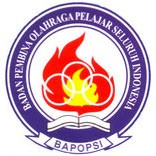 BADAN PEMBINA OLAHRAGA PELAJAR SELURUH INDONESIA
BAPOPSI